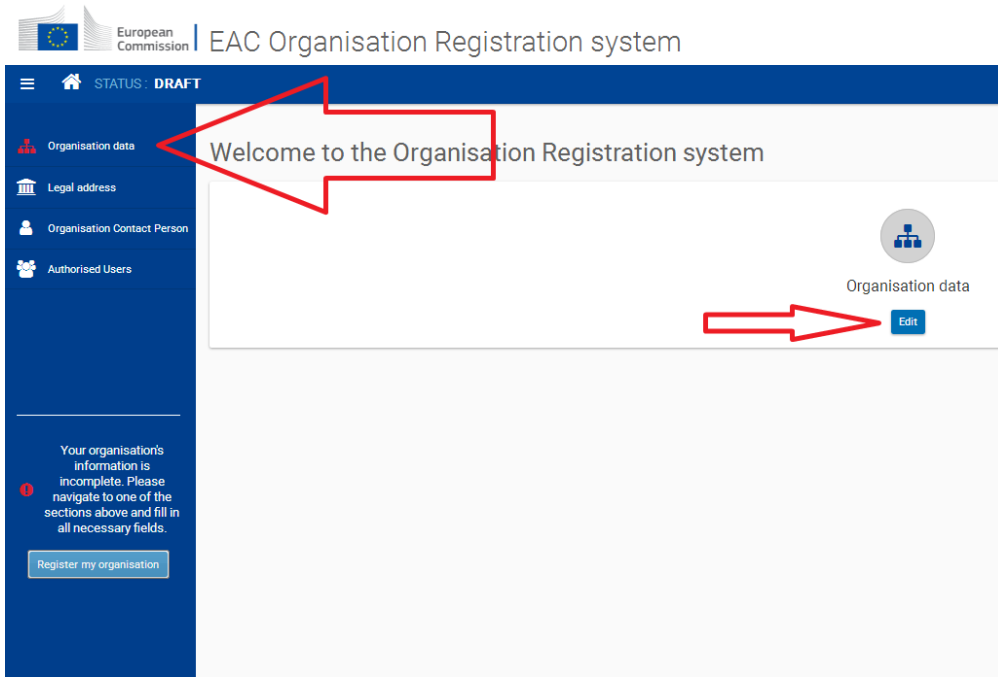 European
Commission
EAC Organisation Registration system
STATUS : DRAFT
Organisation data
Legal address
Organisation Contact Person
Authorised Users
Your organisation's
information is
incomplete. Please
navigate to one of the
sections above and fill in
all necessary fields.
Register my organisation
Welcome to the Organisation Registration system
Organisation data
Edit